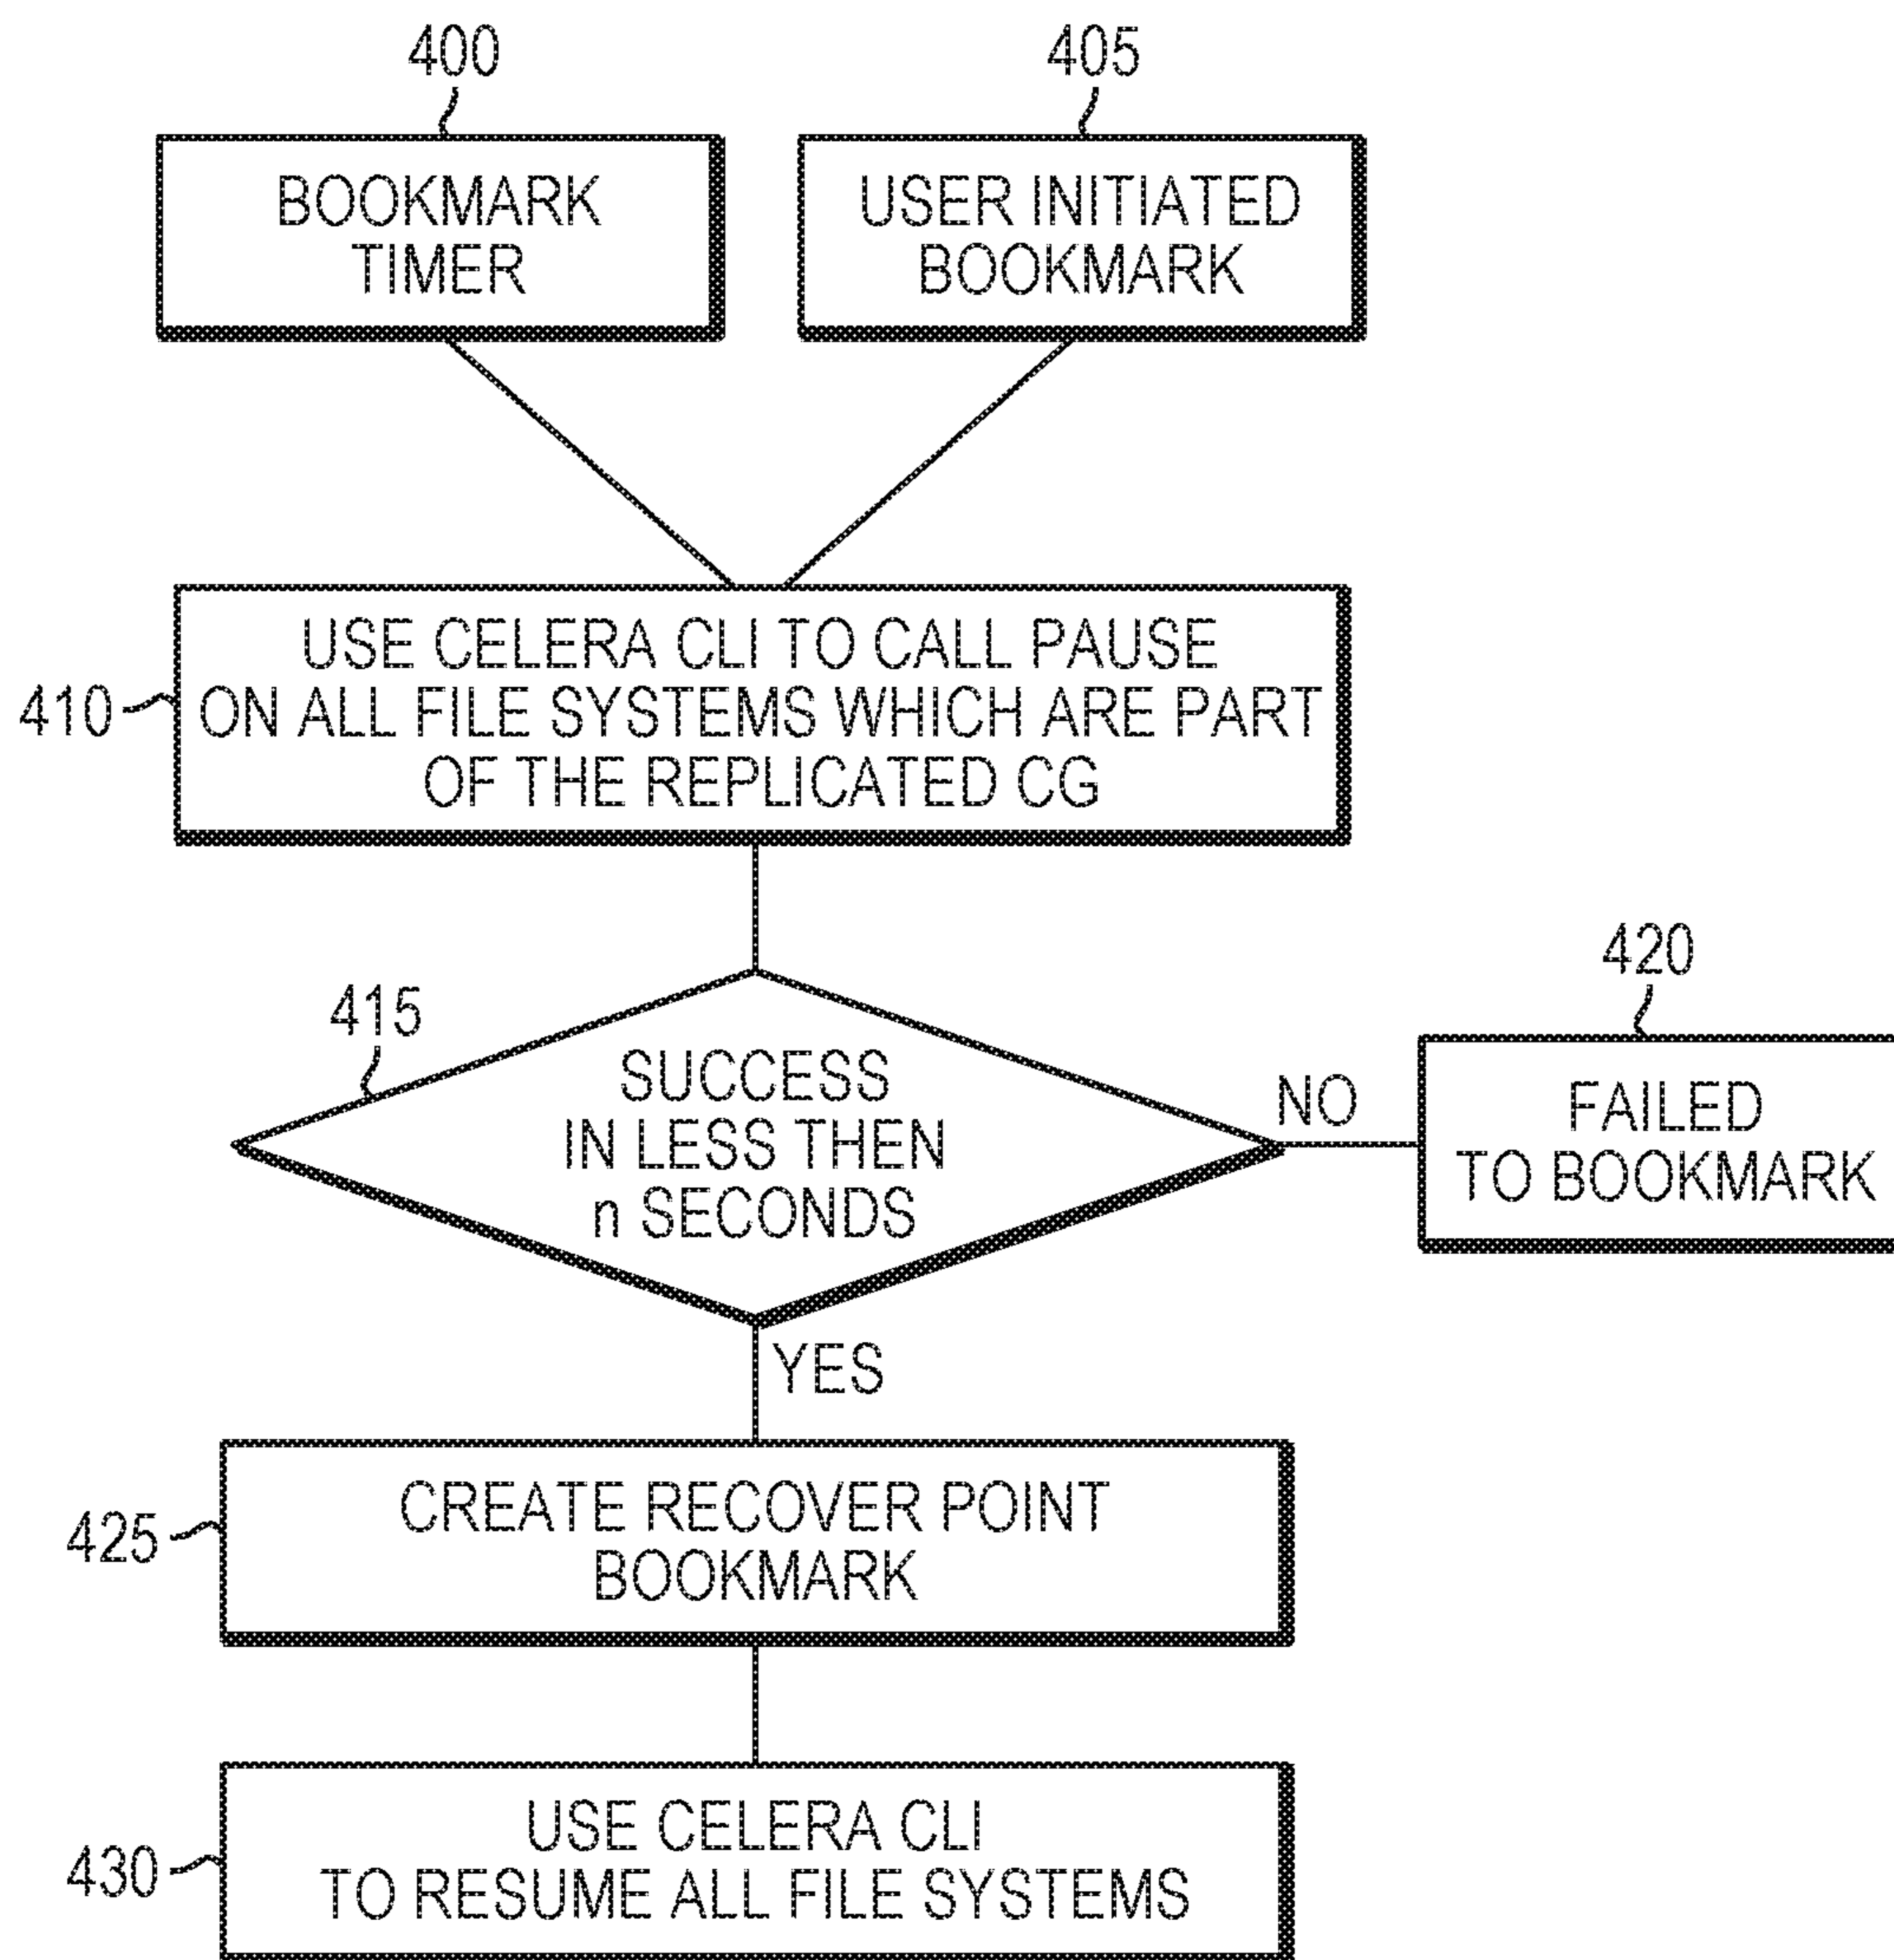 400
BOOKMARK
TIMER
405
USER INITIATED
BOOKMARK
410
USE CELERA CLI TO CALL PAUSE
ON ALL FILE SYSTEMS WHICH ARE PART
OF THE REPLICATED CG
415
SUCCESS
IN LESS THEN
n SECONDS
NO
420
FAILED
TO BOOKMARK
YES
425
CREATE RECOVER POINT
BOOKMARK
430
USE CELERA CLI
TO RESUME ALL FILE SYSTEMS